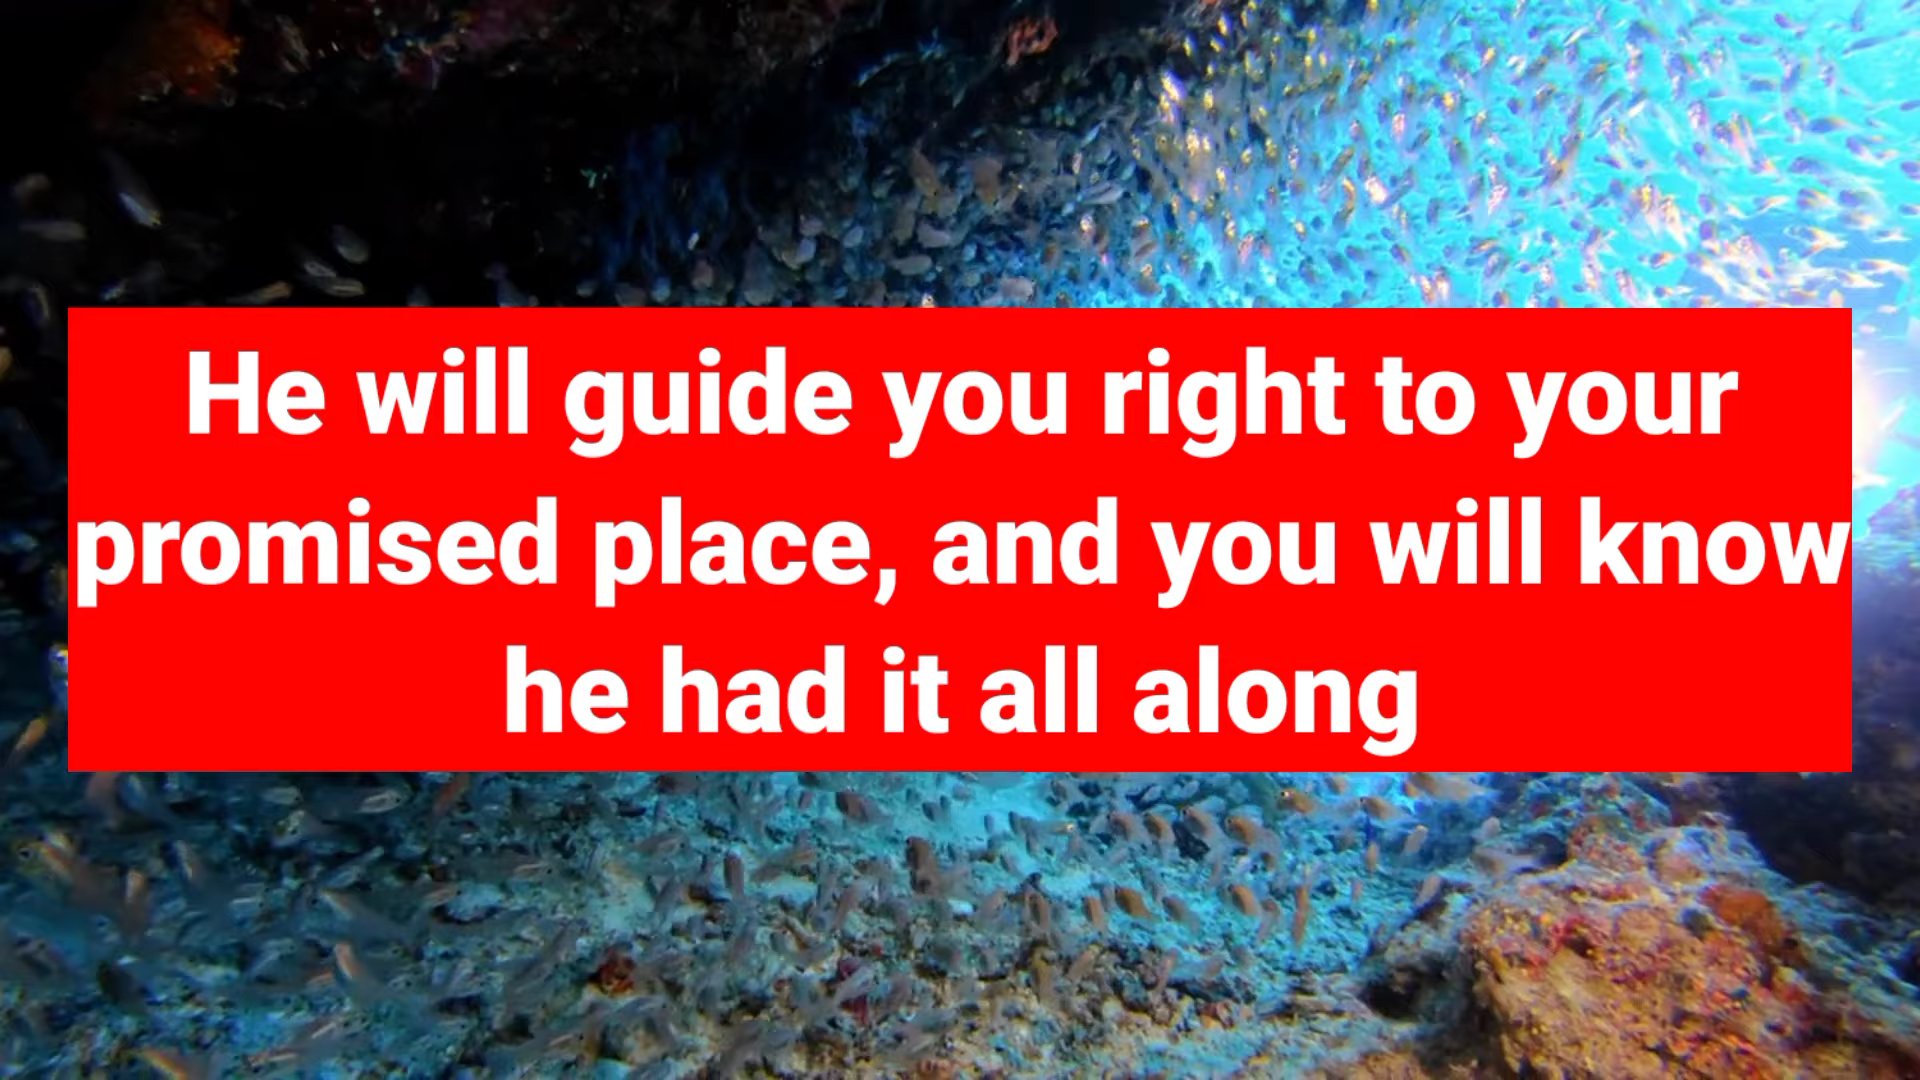 He will guide you right to your
promised place, and you will know
he had it all along